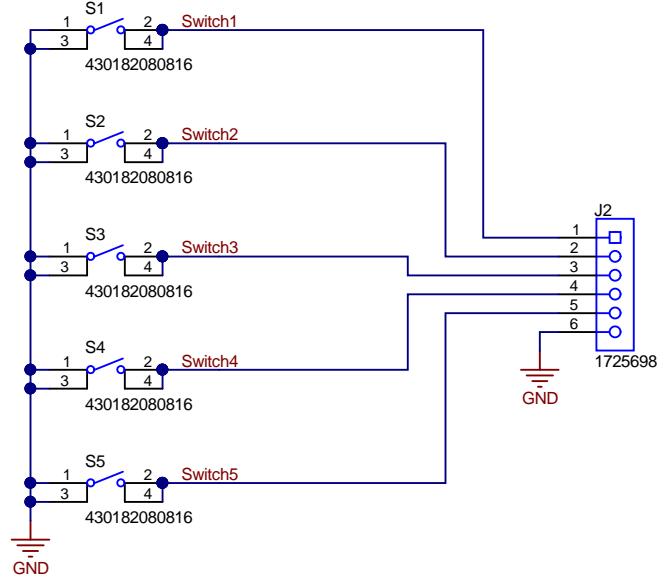 S1
1 2 Switch1
3 4
430182080816
S2
1 2 Switch2
3 4
430182080816
S3
1 2 Switch3
3 4
430182080816
S4
1 2 Switch4
3 4
430182080816
S5
1 2 Switch5
3 4
430182080816
GND
J2
1
2
3
4
5
6
1725698
GND